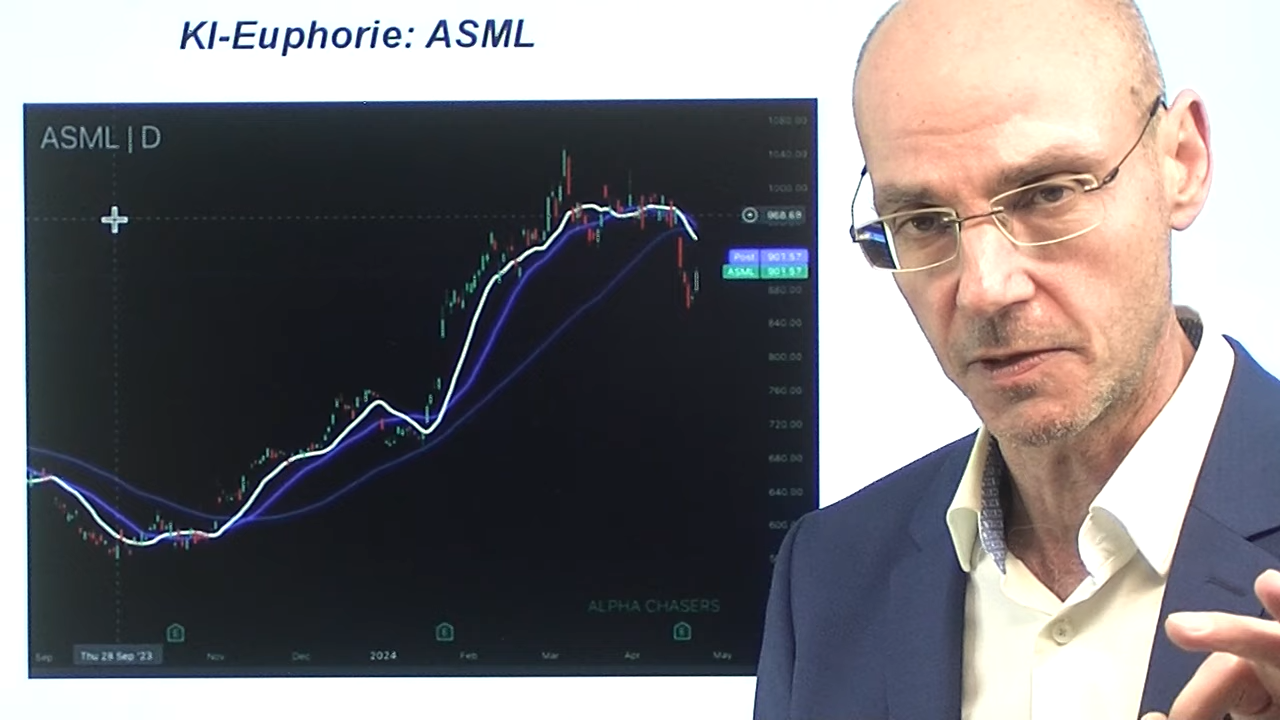 KI-Euphorie: ASML
ASML | D
1080.00
1040.00
1000.00
968.69
Post 901.57
ASML 901.57
880.00
840.00
800.00
760.00
720.00
680.00
640.00
ALPHA CHASERS
E E E
Sep Thu 28 Sep '23 Nov Dec 2024 Feb Mar Apr May